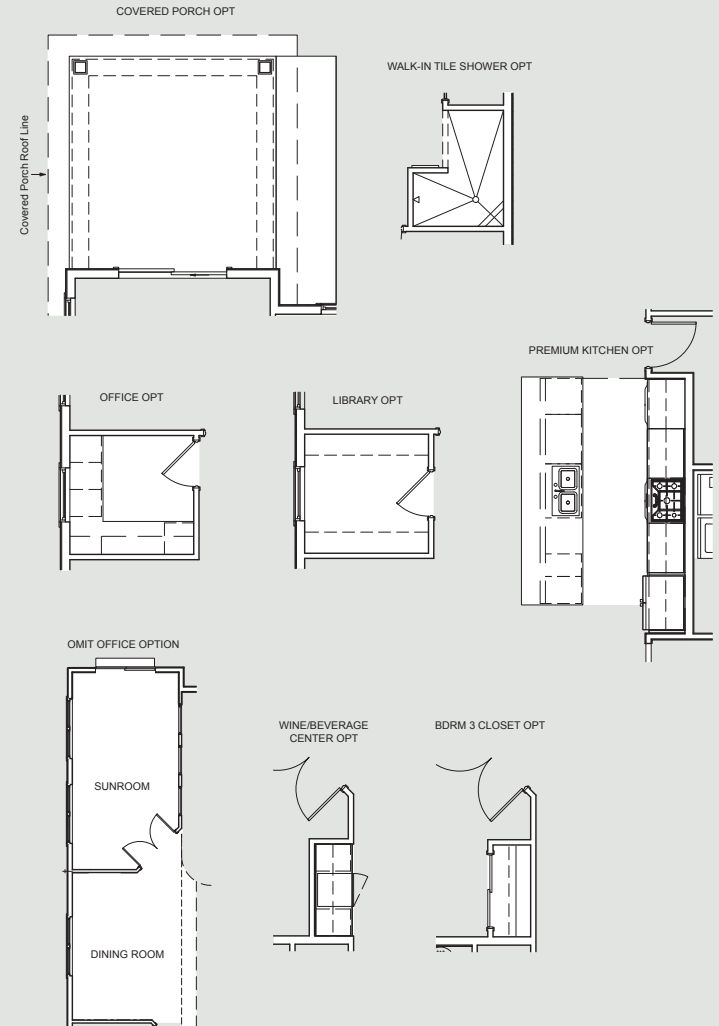 COVERED PORCH OPT
WALK-IN TILE SHOWER OPT
Covered Porch Roof Line
PREMIUM KITCHEN OPT
OFFICE OPT
LIBRARY OPT
OMIT OFFICE OPTION
SUNROOM
DINING ROOM
WINE/BEVERAGE
CENTER OPT
BDRM 3 CLOSET OPT